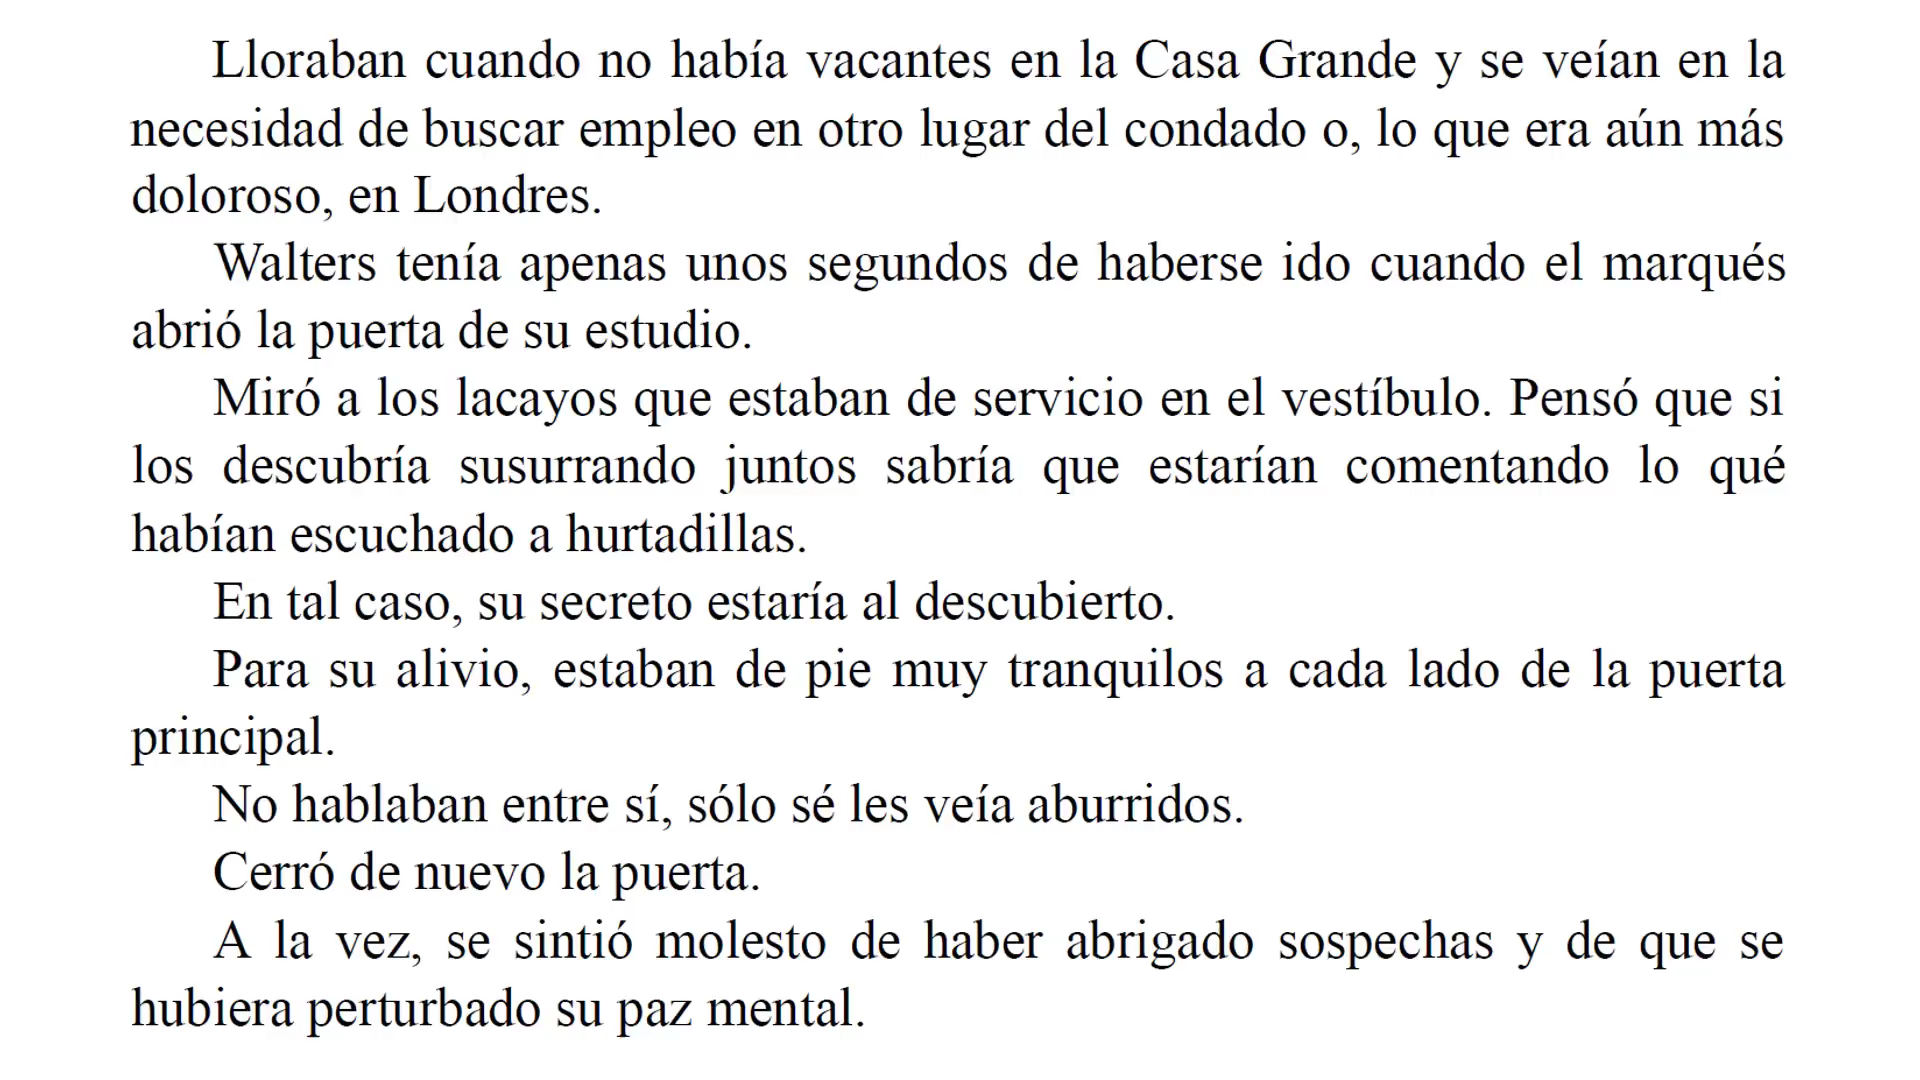 Lloraban cuando no había vacantes en la Casa Grande y se veían en la
necesidad de buscar empleo en otro lugar del condado o, lo que era aún más
doloroso, en Londres.
Walters tenía apenas unos segundos de haberse ido cuando el marqués
abrió la puerta de su estudio.
Miró a los lacayos que estaban de servicio en el vestíbulo. Pensó que si
los descubría susurrando juntos sabría que estarían comentando lo qué
habían escuchado a hurtadillas.
En tal caso, su secreto estaría al descubierto.
Para su alivio, estaban de pie muy tranquilos a cada lado de la puerta
principal.
No hablaban entre sí, sólo sé les veía aburridos.
Cerró de nuevo la puerta.
A la vez, se sintió molesto de haber abrigado sospechas y de que se
hubiera perturbado su paz mental.